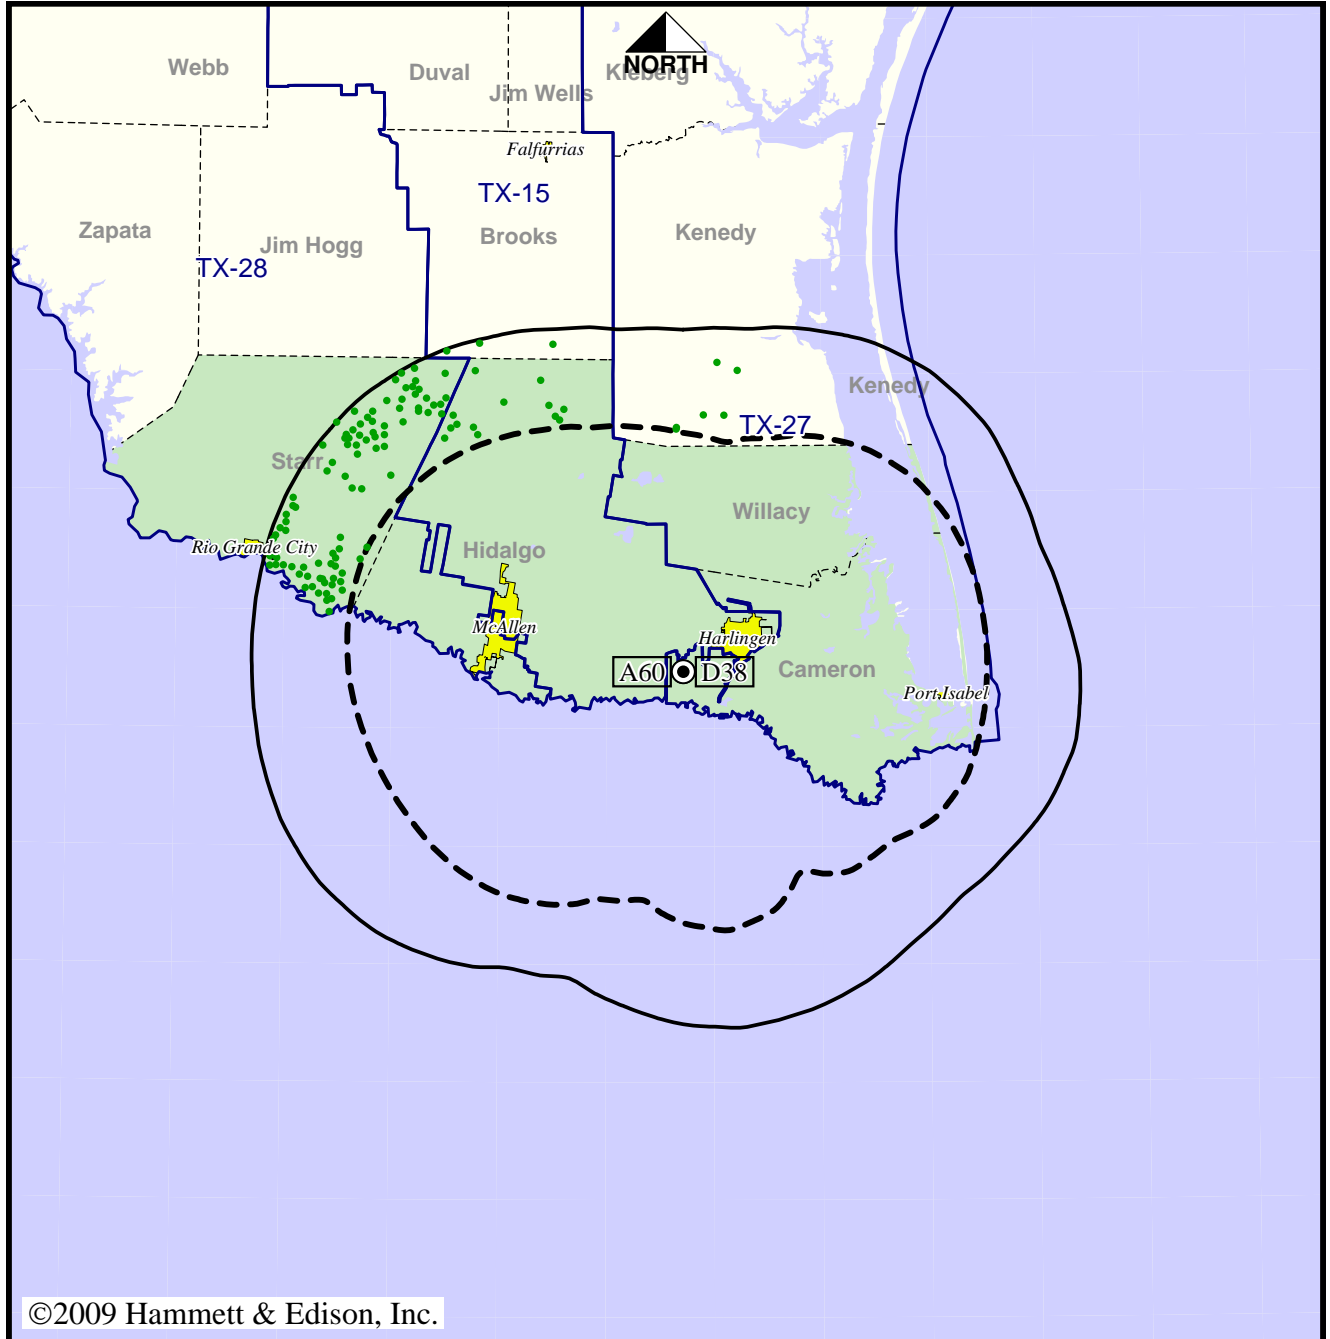 NORTH
Webb
Duval
Kleberg
Jim Wells
Falfurrias
TX-15
Zapata
Jim Hogg
Brooks
Kenedy
TX-28
Kenedy
TX-27
Starr
Willacy
Rio Grande City
Hidalgo
McAllen
Harlingen
A60 D38
Cameron
Port Isabel
©2009 Hammett & Edison, Inc.